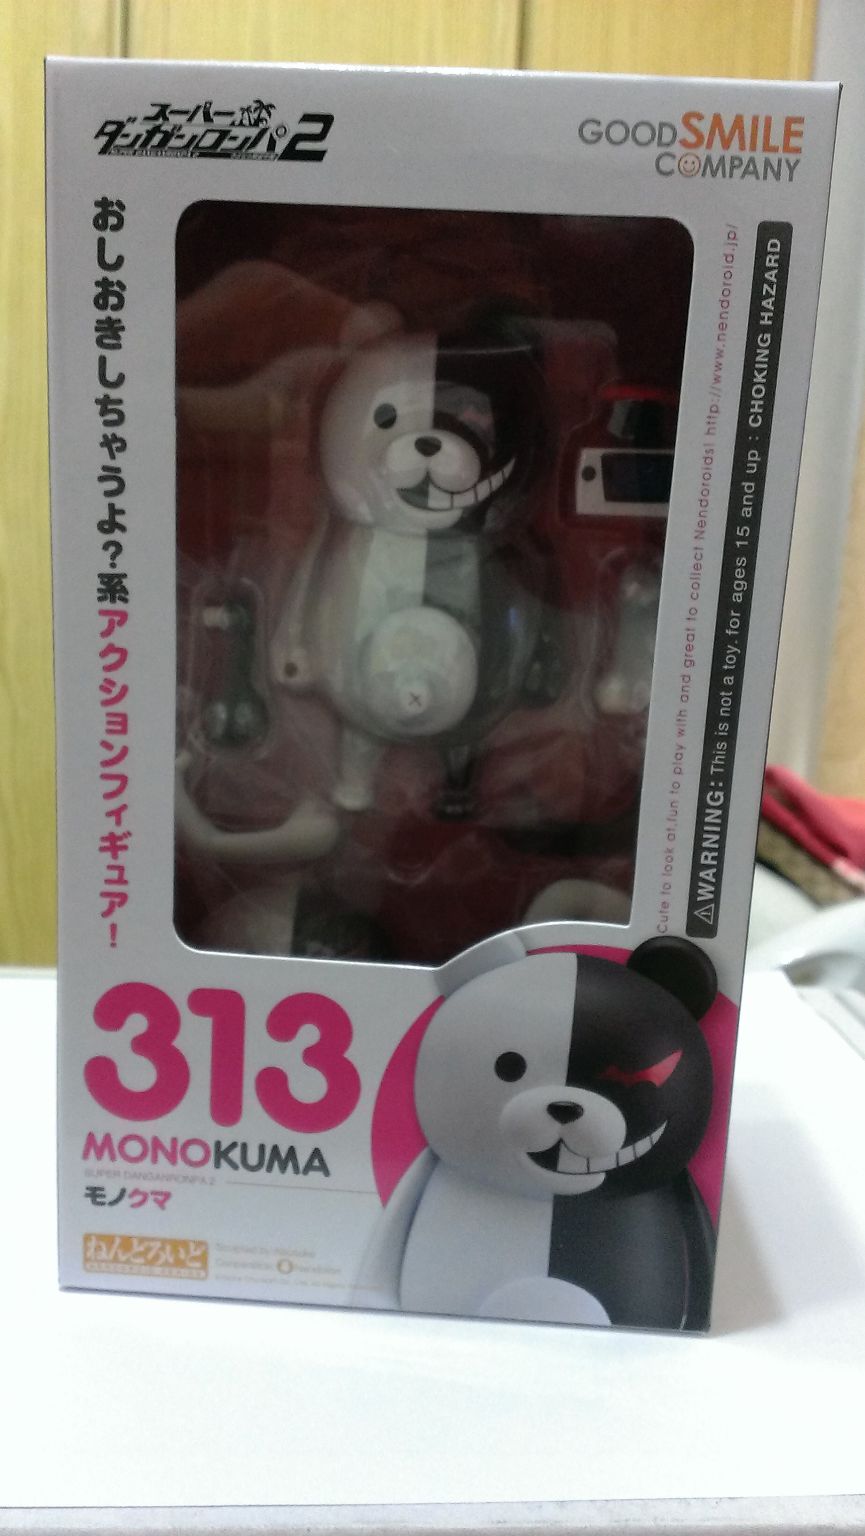 スーパー
ダンガンロンパ2
GOODSMILE
COMPANY
おしおきしちゃうよ?系アクションフィギュア!
Cute to look at,fun to play with and great to collect Nendoroids! http://www.nendoroid.jp/
⚠WARNING: This is not a toy. for ages 15 and up : CHOKING HAZARD
313
MONOKUMA
SUPER DANGANRONPA 2
モノクマ
ねんどろいど
NENDOROID SERIES